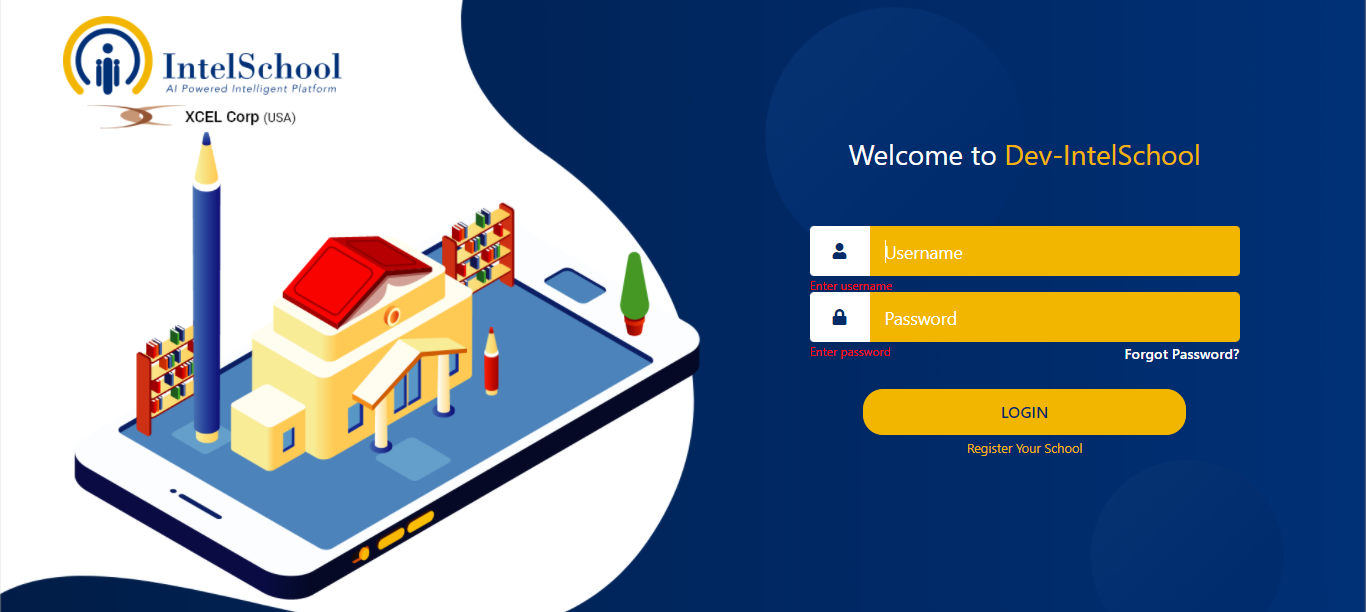 IntelSchool
AI Powered Intelligent Platform
XCEL Corp (USA)
Welcome to Dev-IntelSchool
Username
Enter username
Password
Enter password
Forgot Password?
LOGIN
Register Your School